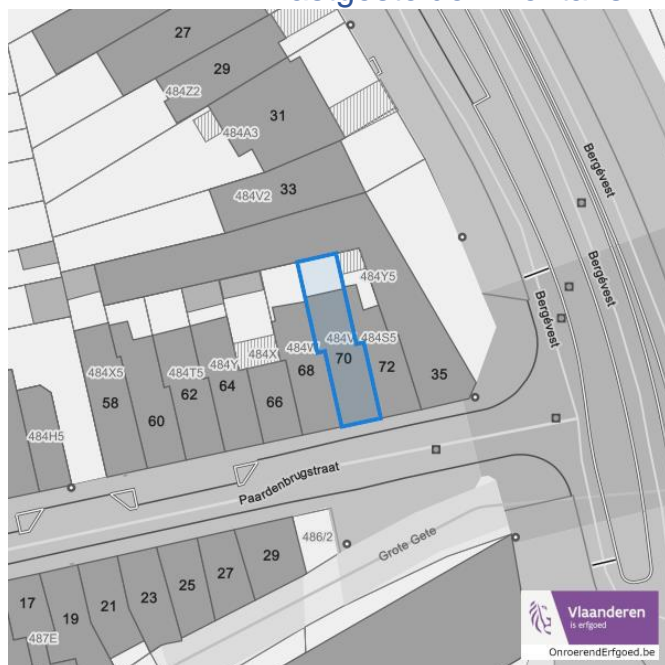 27
29
484Z2
31
484A3
33
484V2
484Y5
484W
484V
484S5
484X
484Y
484T5
484X5
70
72
35
68
66
64
62
60
58
484H5
Bergévest
Bergévest
Bergévest
Paardenbrugstraat
Grote Gete
486/2
29
27
25
23
21
19
17
487E
Vlaanderen
is erfgoed
OnroerendErfgoed.be